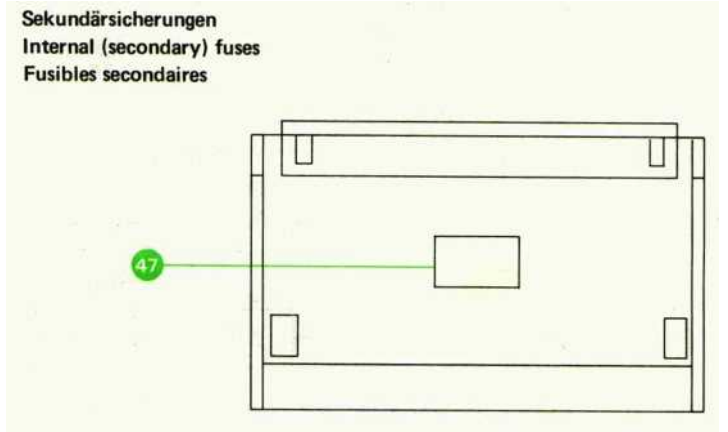 Sekundärsicherungen
Internal (secondary) fuses
Fusibles secondaires
47